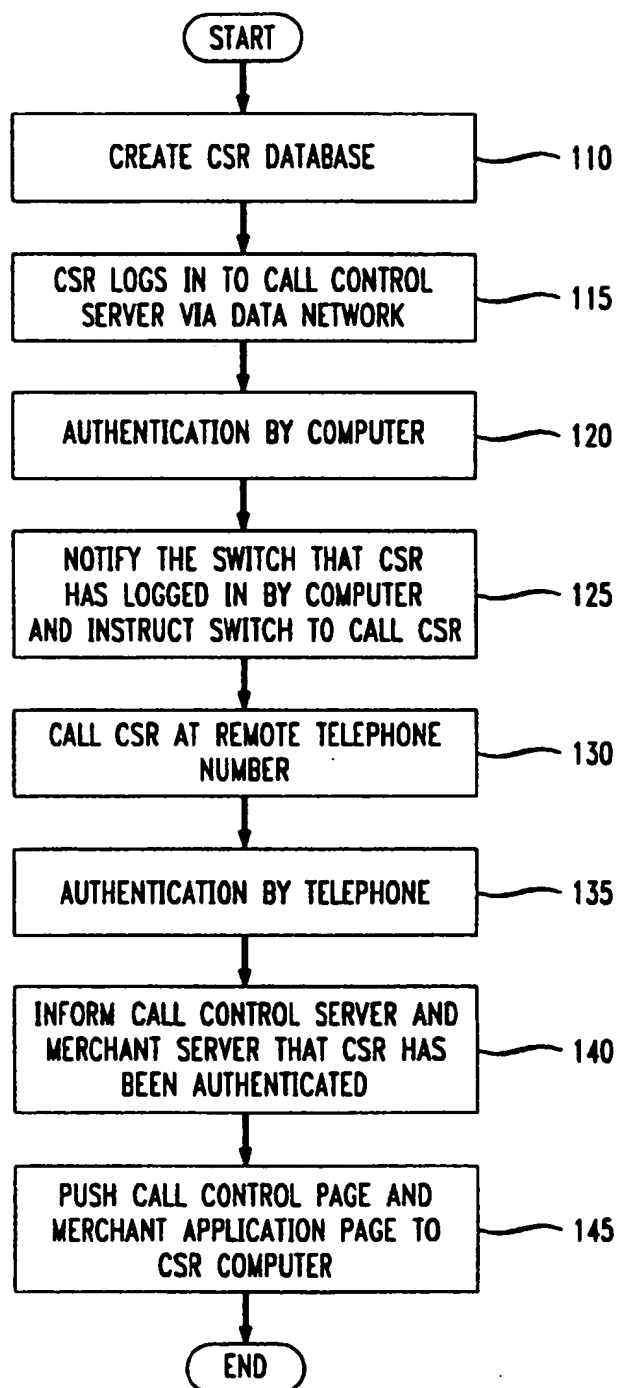 START
CREATE CSR DATABASE
110
CSR LOGS IN TO CALL CONTROL
SERVER VIA DATA NETWORK
115
AUTHENTICATION BY COMPUTER
120
NOTIFY THE SWITCH THAT CSR
HAS LOGGED IN BY COMPUTER
AND INSTRUCT SWITCH TO CALL CSR
125
CALL CSR AT REMOTE TELEPHONE
NUMBER
130
AUTHENTICATION BY TELEPHONE
135
INFORM CALL CONTROL SERVER AND
MERCHANT SERVER THAT CSR HAS
BEEN AUTHENTICATED
140
PUSH CALL CONTROL PAGE AND
MERCHANT APPLICATION PAGE TO
CSR COMPUTER
145
END